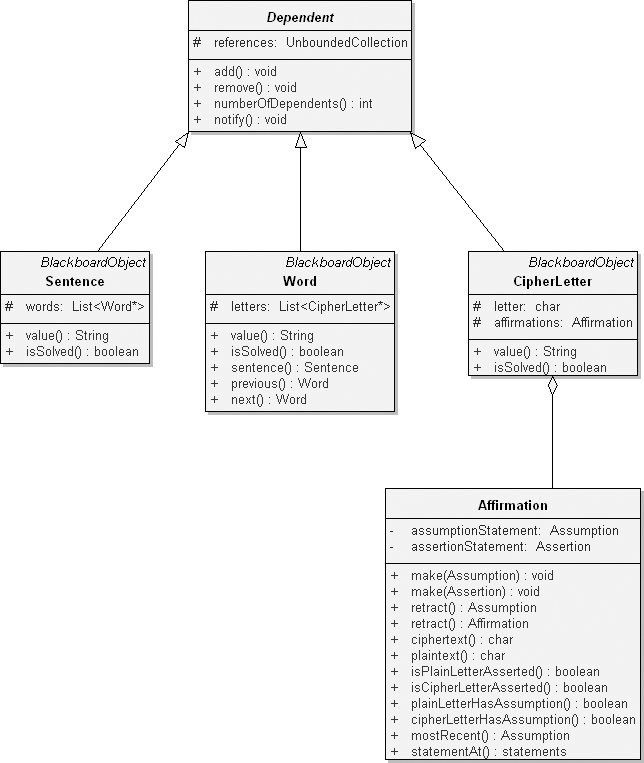 Dependent
# references: UnboundedCollection
+ add() : void
+ remove() : void
+ numberOfDependents() : int
+ notify() : void
BlackboardObject
Sentence
# words: List<Word*>
+ value() : String
+ isSolved() : boolean
BlackboardObject
Word
# letters: List<CipherLetter*>
+ value() : String
+ isSolved() : boolean
+ sentence() : Sentence
+ previous() : Word
+ next() : Word
BlackboardObject
CipherLetter
# letter: char
# affirmations: Affirmation
+ value() : String
+ isSolved() : boolean
Affirmation
- assumptionStatement: Assumption
- assertionStatement: Assertion
+ make(Assumption) : void
+ make(Assertion) : void
+ retract() : Assumption
+ retract() : Affirmation
+ ciphertext() : char
+ plaintext() : char
+ isPlainLetterAsserted() : boolean
+ isCipherLetterAsserted() : boolean
+ plainLetterHasAssumption() : boolean
+ cipherLetterHasAssumption() : boolean
+ mostRecent() : Assumption
+ statementAt() : statements